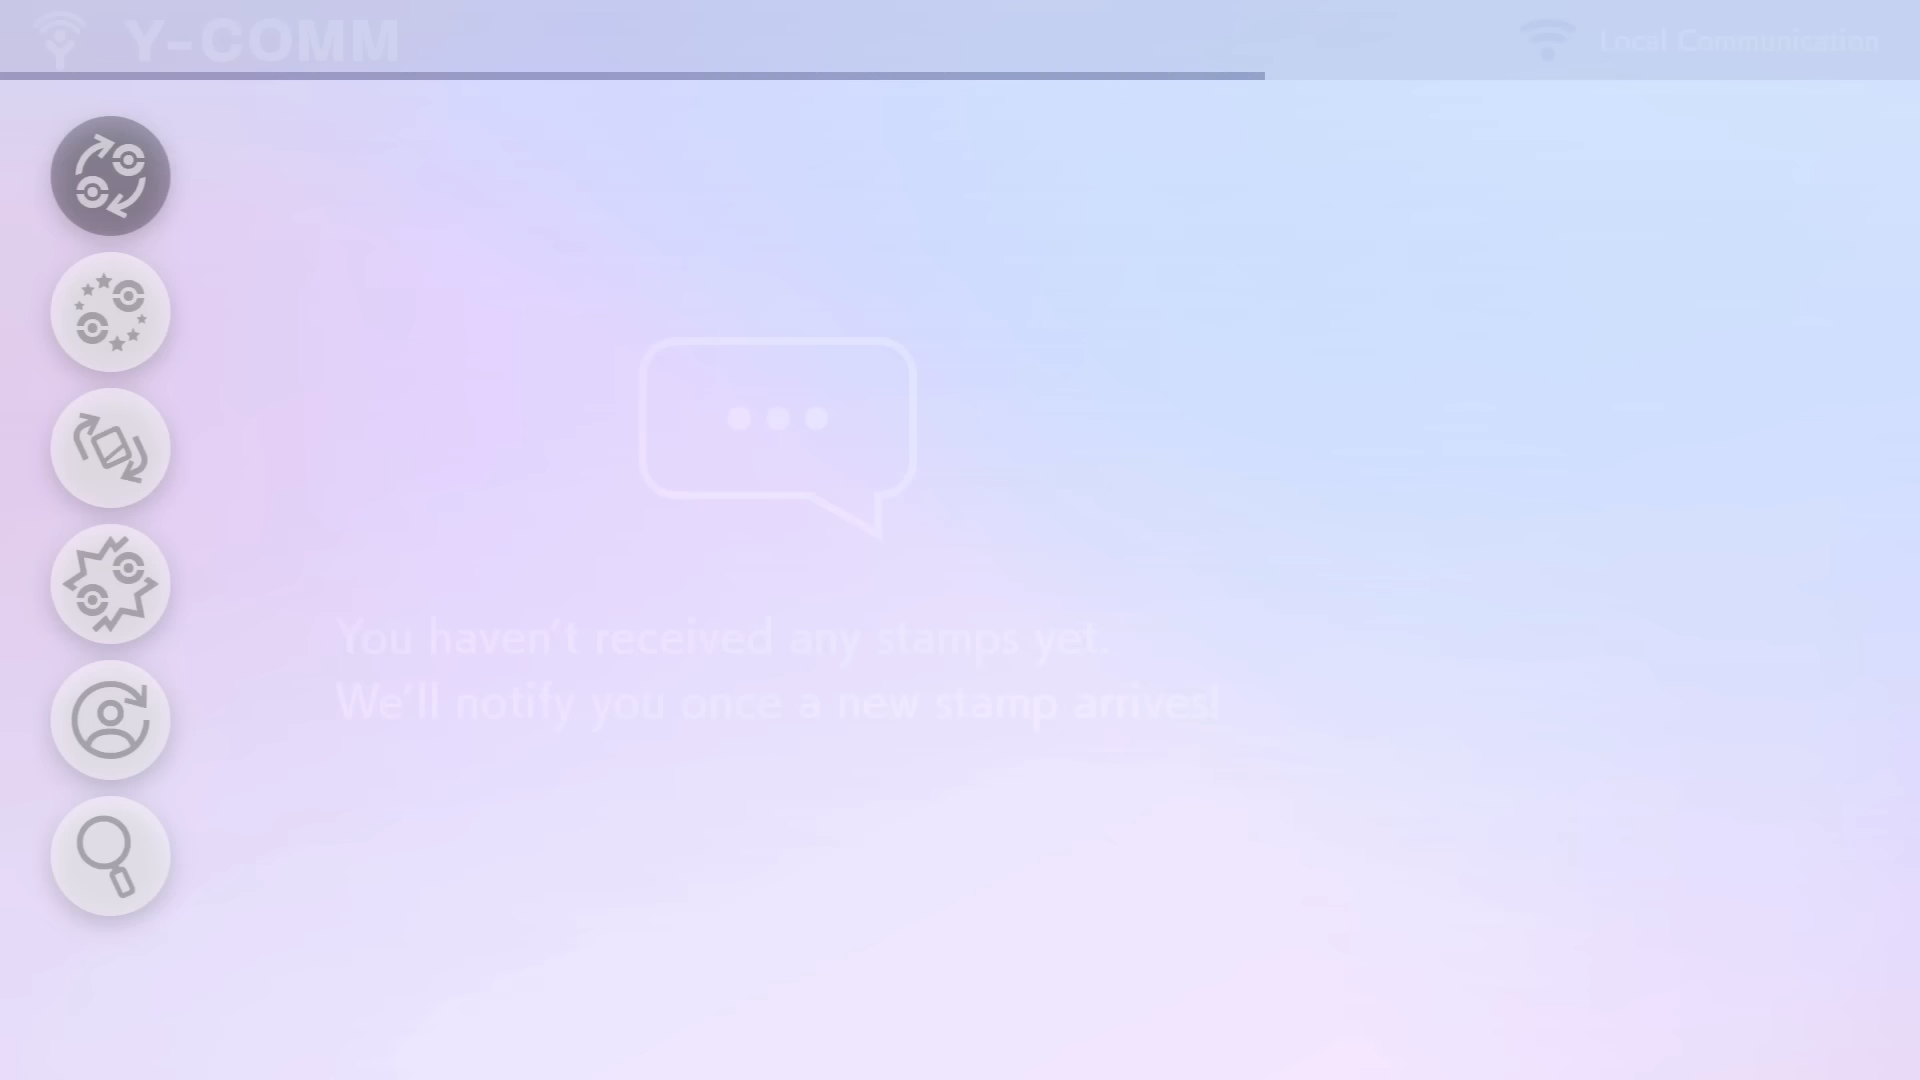 Y-COMM
Local Communication
You haven't received any stamps yet.
We'll notify you once a new stamp arrives!